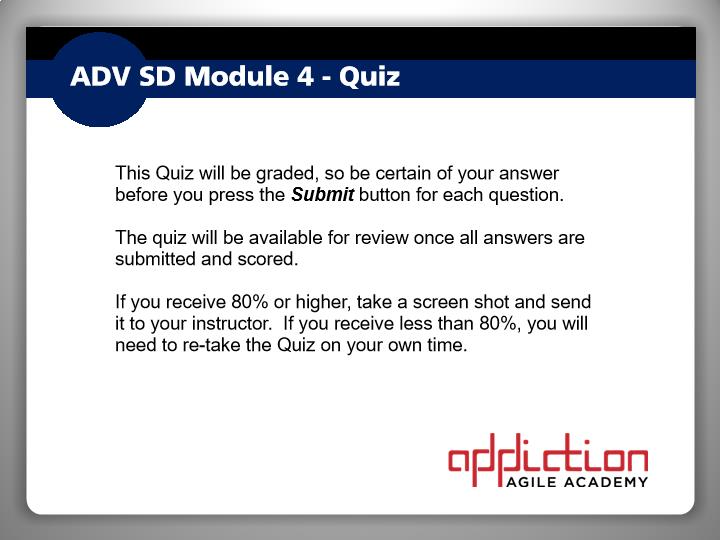 ADV SD Module 4 - Quiz
This Quiz will be graded, so be certain of your answer
before you press the Submit button for each question.
The quiz will be available for review once all answers are
submitted and scored.
If you receive 80% or higher, take a screen shot and send
it to your instructor.  If you receive less than 80%, you will
need to re-take the Quiz on your own time.
appiction
AGILE ACADEMY